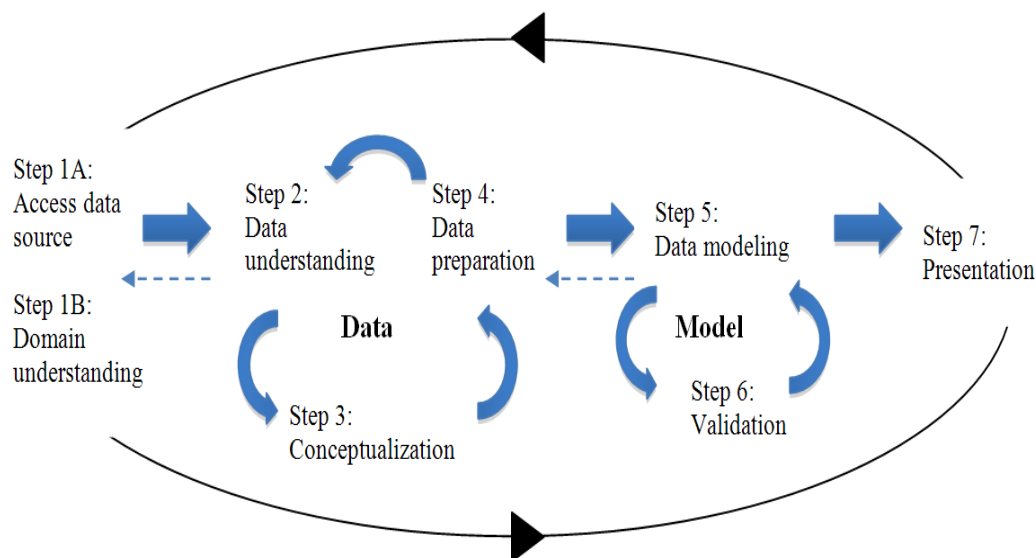 Step 1A:
Access data
source
Step 1B:
Domain
understanding
Step 2:
Data
understanding
Data
Step 3:
Conceptualization
Step 4:
Data
preparation
Step 5:
Data modeling
Model
Step 6:
Validation
Step 7:
Presentation